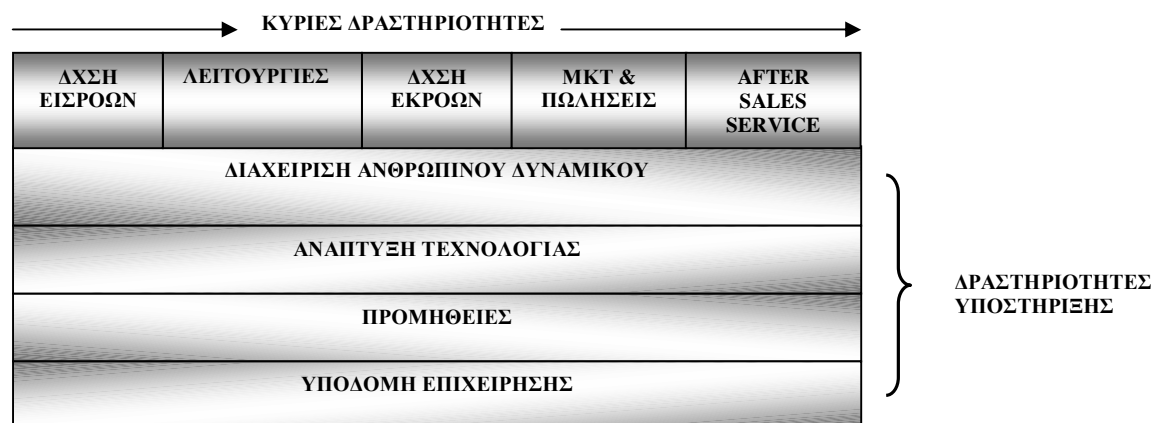 ΚΥΡΙΕΣ ΔΡΑΣΤΗΡΙΟΤΗΤΕΣ
ΔΧΣΗ
ΕΙΣΡΟΩΝ
ΛΕΙΤΟΥΡΓΙΕΣ
ΔΧΣΗ
ΕΚΡΟΩΝ
ΜΚΤ &
ΠΩΛΗΣΕΙΣ
AFTER
SALES
SERVICE
ΔΙΑΧΕΙΡΙΣΗ ΑΝΘΡΩΠΙΝΟΥ ΔΥΝΑΜΙΚΟΥ
ΑΝΑΠΤΥΞΗ ΤΕΧΝΟΛΟΓΙΑΣ
ΠΡΟΜΗΘΕΙΕΣ
ΥΠΟΔΟΜΗ ΕΠΙΧΕΙΡΗΣΗΣ
ΔΡΑΣΤΗΡΙΟΤΗΤΕΣ
ΥΠΟΣΤΗΡΙΞΗΣ